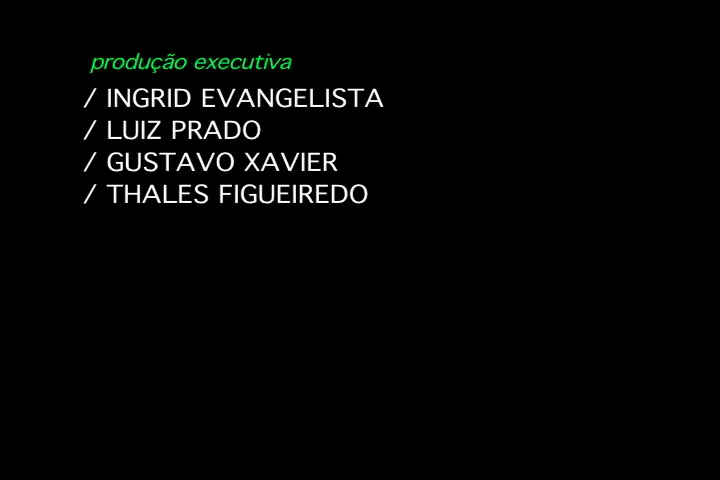 produção executiva
/ INGRID EVANGELISTA
/ LUIZ PRADO
/ GUSTAVO XAVIER
/ THALES FIGUEIREDO